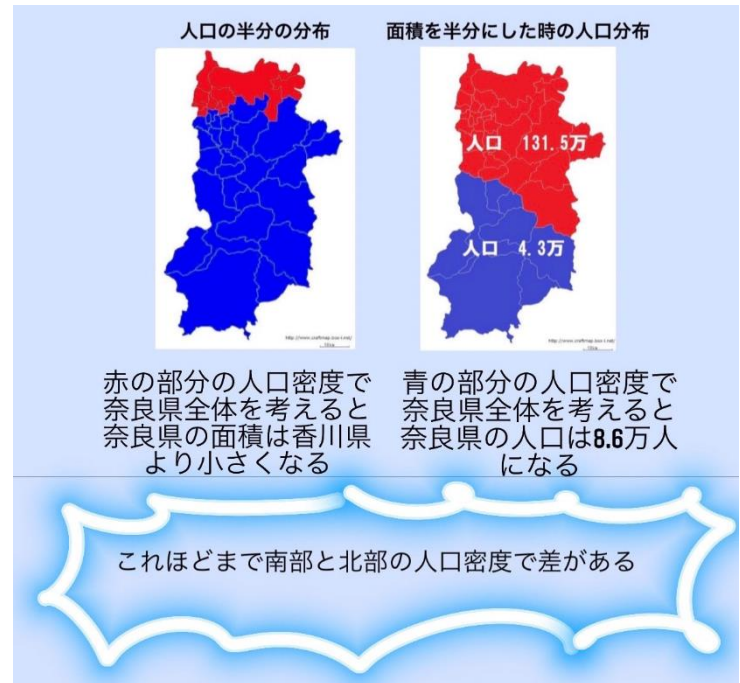 人口の半分の分布
面積を半分にした時の人口分布
人口 131.5万
人口 4.3万
赤の部分の人口密度で
奈良県全体を考えると
奈良県の面積は香川県
より小さくなる
青の部分の人口密度で
奈良県全体を考えると
奈良県の人口は8.6万人
になる
これほどまで南部と北部の人口密度で差がある